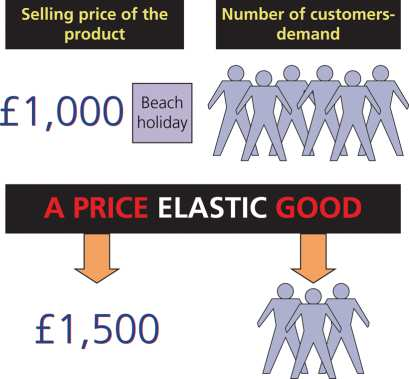 Selling price of the
product
Number of customers-
demand
£1,000
Beach
holiday
A PRICE ELASTIC GOOD
£1,500